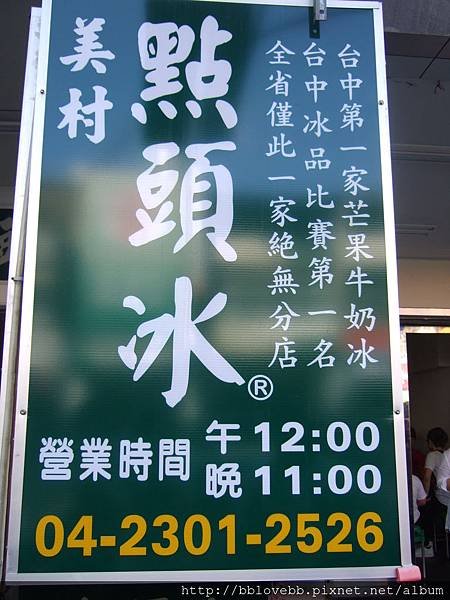 台中第一家芒果牛奶冰
台中冰品比賽第一名
全省僅此一家絕無分店
點頭冰®
美村
營業時間
午12:00
晚11:00
04-2301-2526
http://bblovebb.pixnet.net/album